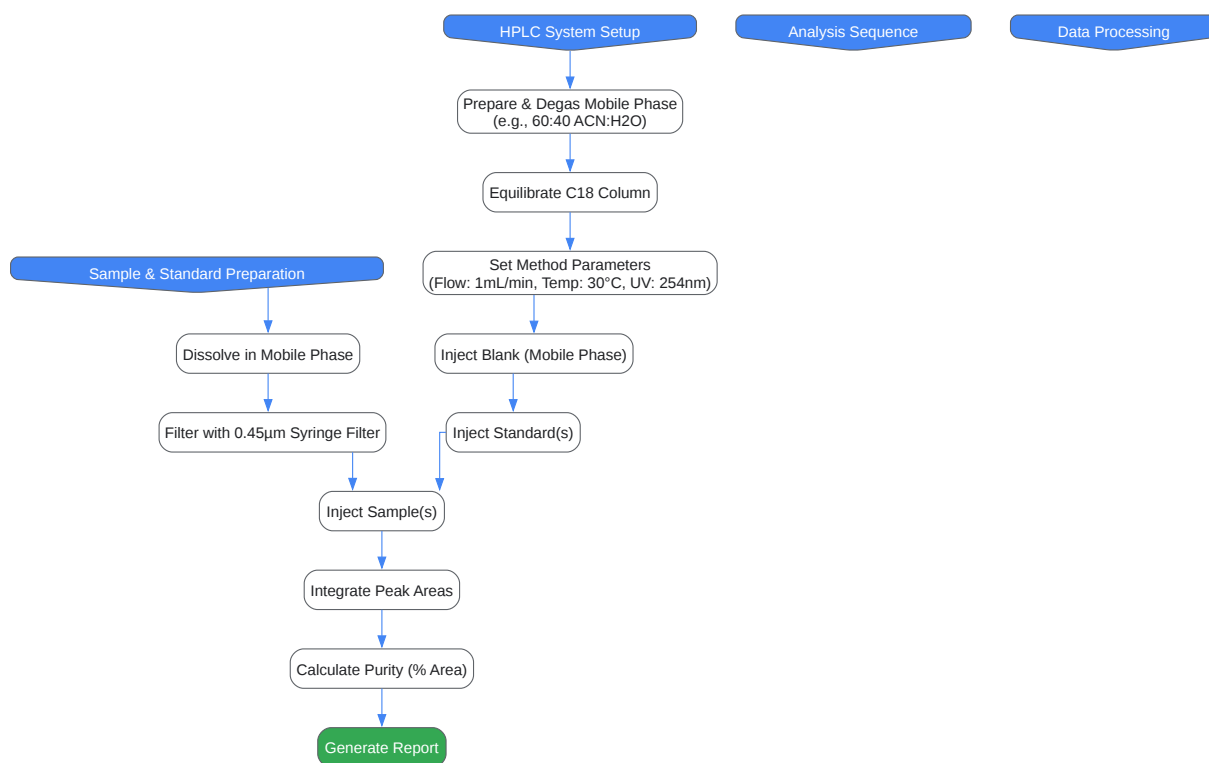 HPLC System Setup
Analysis Sequence
Data Processing
Prepare & Degas Mobile Phase
(e.g., 60:40 ACN:H2O)
Equilibrate C18 Column
Sample & Standard Preparation
Set Method Parameters
(Flow: 1mL/min, Temp: 30°C, UV: 254nm)
Dissolve in Mobile Phase
Inject Blank (Mobile Phase)
Filter with 0.45µm Syringe Filter
Inject Standard(s)
Inject Sample(s)
Integrate Peak Areas
Calculate Purity (% Area)
Generate Report